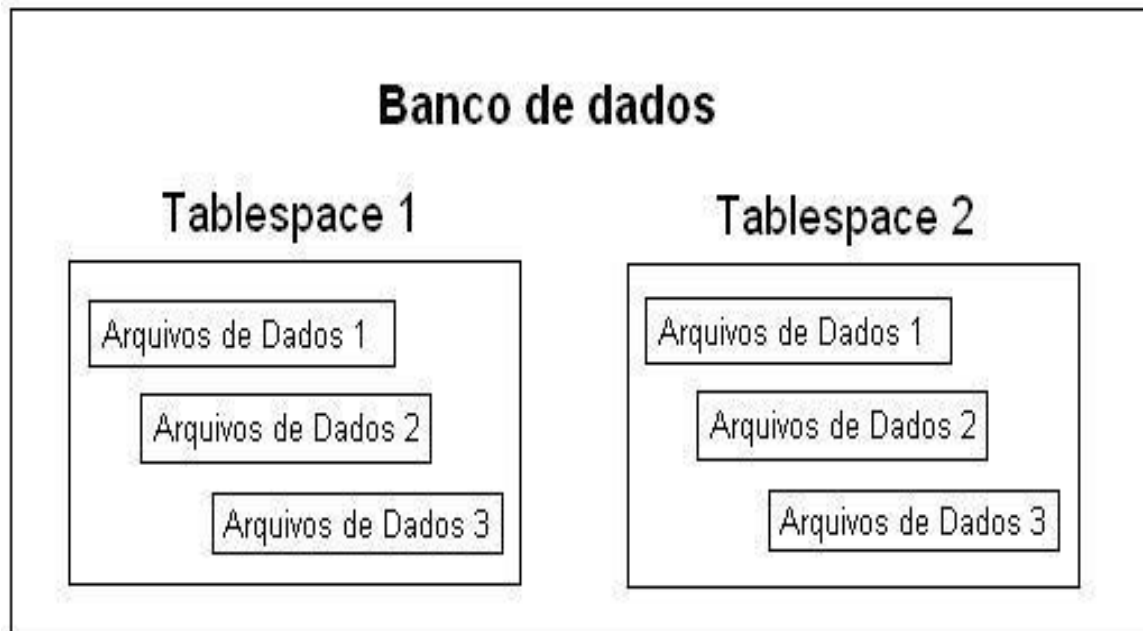 Banco de dados
Tablespace 1
Arquivos de Dados 1
Arquivos de Dados 2
Arquivos de Dados 3
Tablespace 2
Arquivos de Dados 1
Arquivos de Dados 2
Arquivos de Dados 3